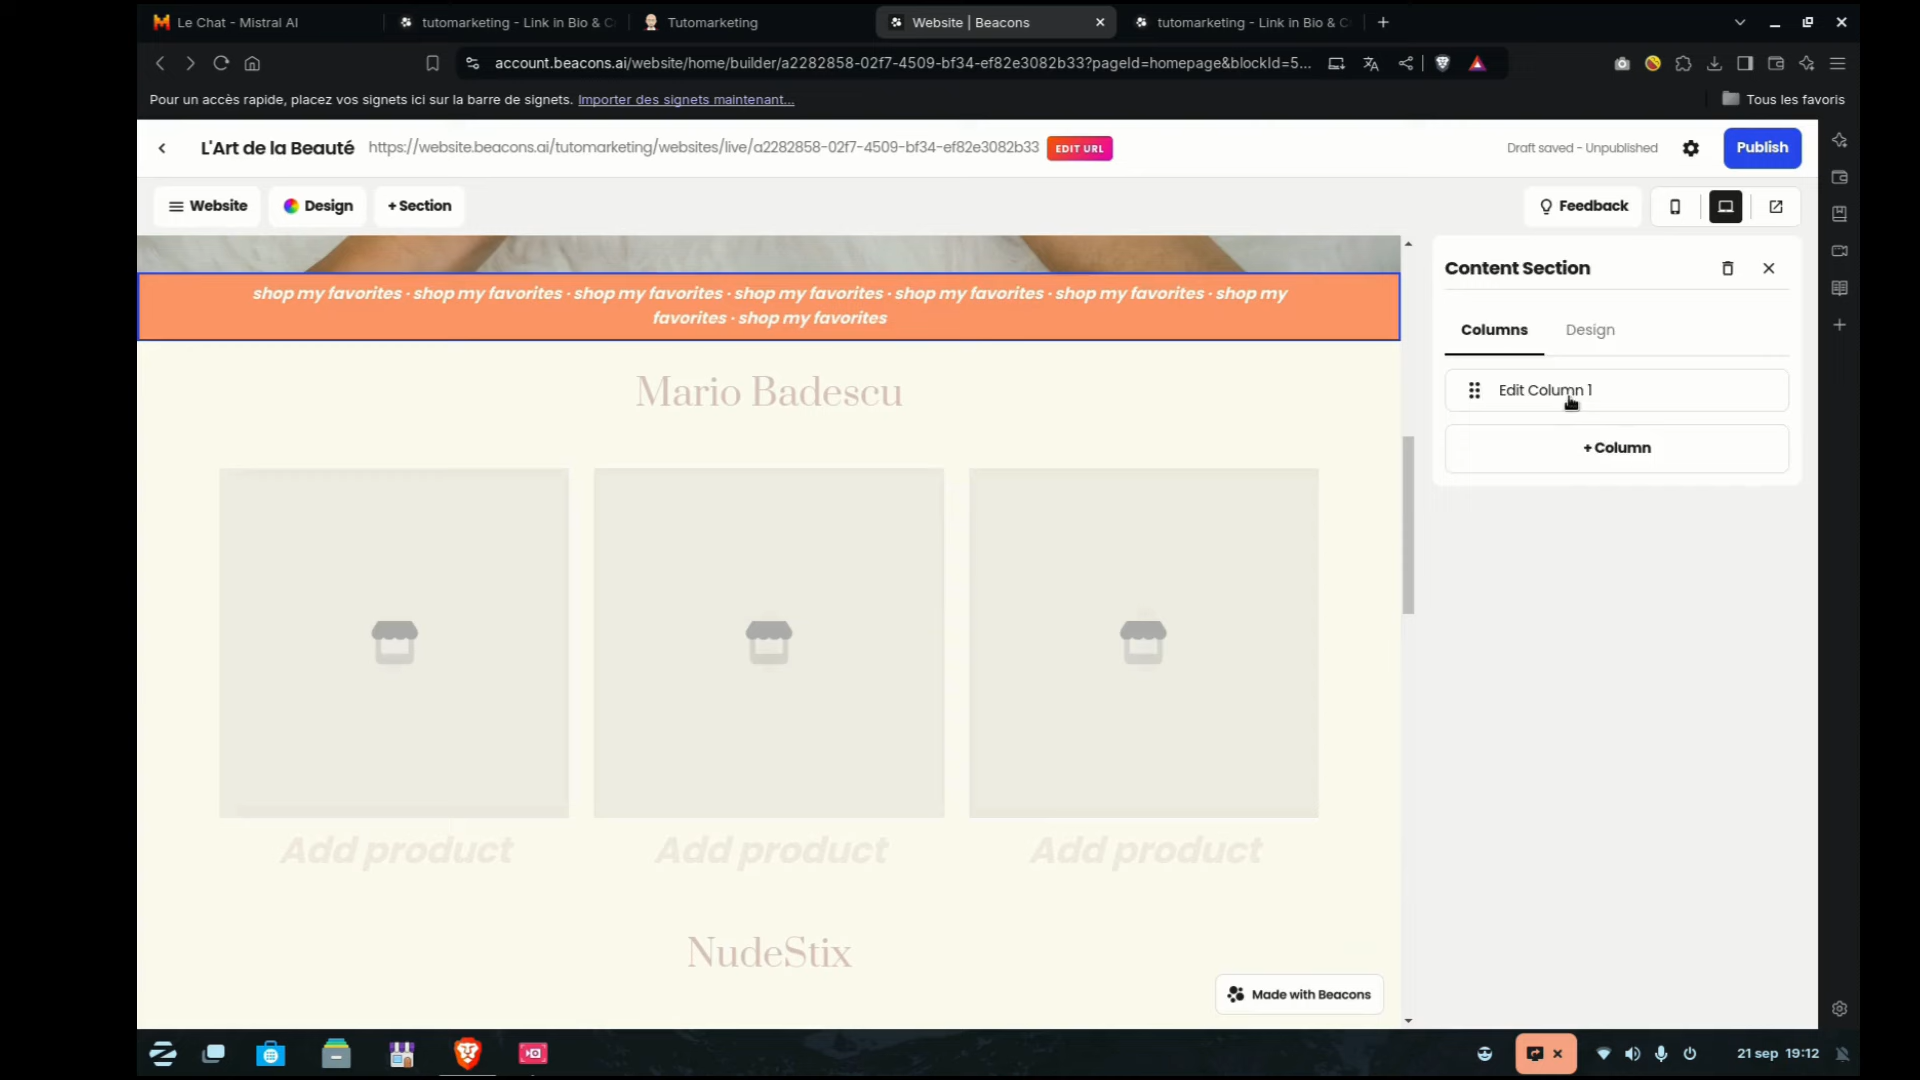 Le Chat - Mistral AI
tutomarketing - Link in Bio & C
Tutomarketing
Website | Beacons
tutomarketing - Link in Bio & C
account.beacons.ai/website/home/builder/a2282858-02f7-4509-bf34-ef82e3082b33?pageId=homepage&blockId=5...
Pour un accès rapide, placez vos signets ici sur la barre de signets. Importer des signets maintenant...
Tous les favoris
L'Art de la Beauté
https://website.beacons.ai/tutomarketing/websites/live/a2282858-02f7-4509-bf34-ef82e3082b33
EDIT URL
Draft saved - Unpublished
Publish
Website
Design
+ Section
Feedback
shop my favorites · shop my favorites · shop my favorites · shop my favorites · shop my favorites · shop my favorites · shop my
favorites · shop my favorites
Content Section
Columns
Design
Edit Column 1
+ Column
Mario Badescu
Add product
Add product
Add product
NudeStix
Made with Beacons
21 sep 19:12